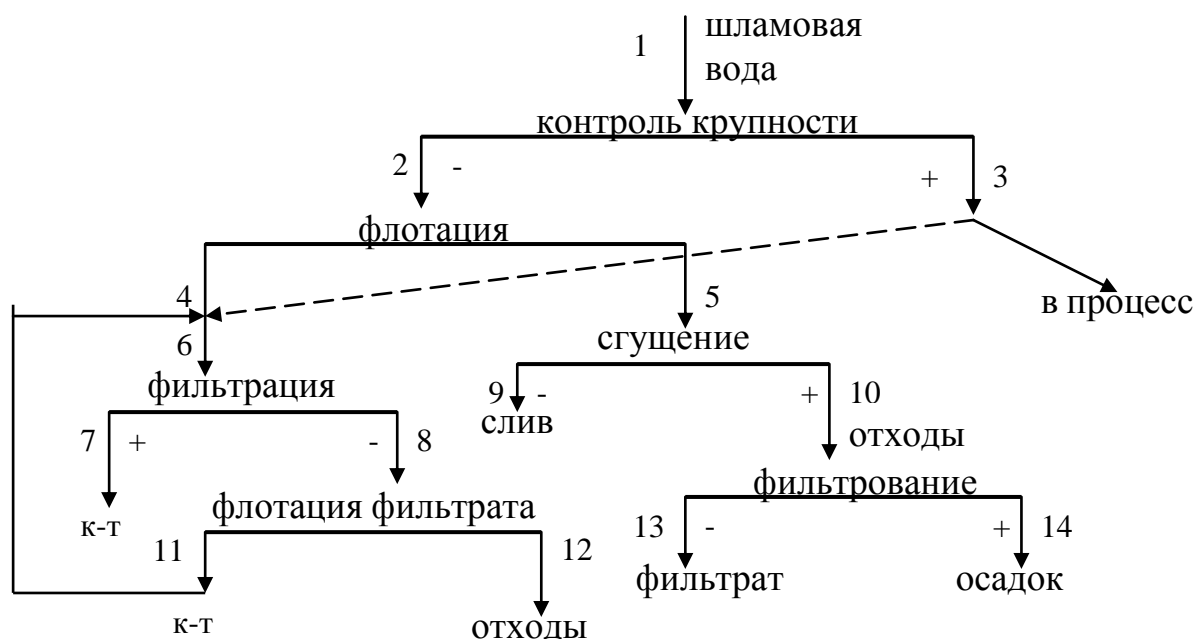 1
шламовая
вода
контроль крупности
2 -
+ 3
флотация
4
5
в процесс
6
сгущение
фильтрация
9 -
+ 10
слив
отходы
7 +
- 8
фильтрование
флотация фильтрата
к-т
11
12
13 -
+ 14
фильтрат
осадок
к-т
отходы